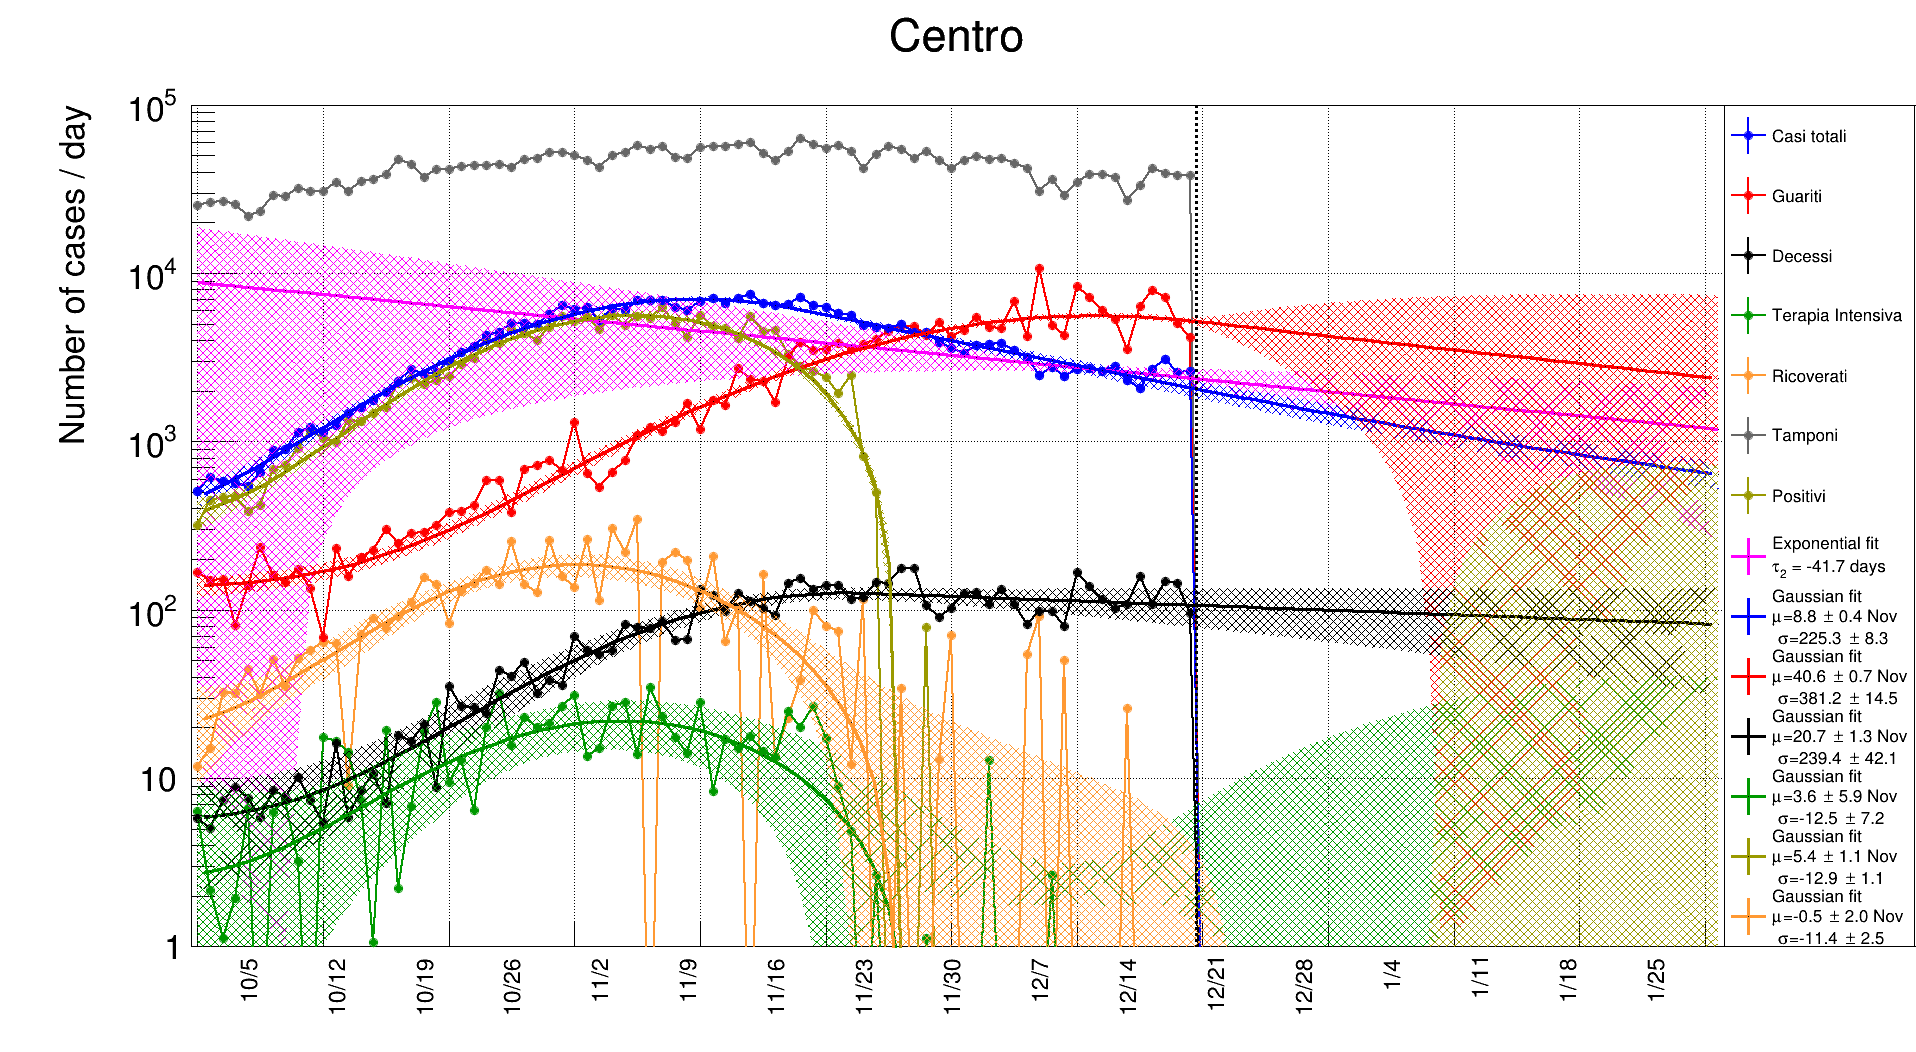 Centro
Number of cases / day
10^5
10^4
10^3
10^2
10
1
10/5
10/12
10/19
10/26
11/2
11/9
11/16
11/23
11/30
12/7
12/14
12/21
12/28
1/4
1/11
1/18
1/25
Casi totali
Guariti
Decessi
Terapia Intensiva
Ricoverati
Tamponi
Positivi
Exponential fit
τ₂ = -41.7 days
Gaussian fit
μ=8.8 ± 0.4 Nov
σ=225.3 ± 8.3
Gaussian fit
μ=40.6 ± 0.7 Nov
σ=381.2 ± 14.5
Gaussian fit
μ=20.7 ± 1.3 Nov
σ=239.4 ± 42.1
Gaussian fit
μ=3.6 ± 5.9 Nov
σ=-12.5 ± 7.2
Gaussian fit
μ=5.4 ± 1.1 Nov
σ=-12.9 ± 1.1
Gaussian fit
μ=-0.5 ± 2.0 Nov
σ=-11.4 ± 2.5